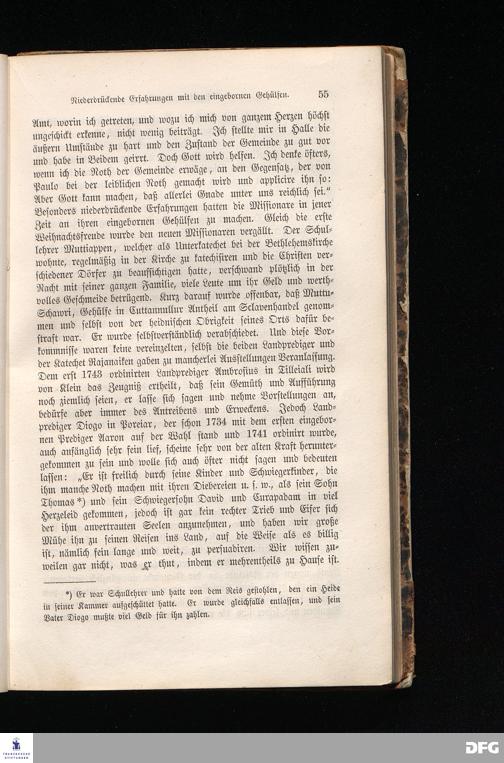 Niederdrückende Erfahrungen mit den eingebornen Gehülfen. 55
Amt, worin ich getreten, und wozu ich mich von ganzem Herzen höchst
ungeschickt erkenne, nicht wenig beiträgt. Ich stellte mir in Halle die
äußern Umstände zu hart und den Zustand der Gemeinde zu gut vor
und habe in Beidem geirrt. Doch Gott wird helfen. Ich denke öfters,
wenn ich die Noth der Gemeinde erwäge, an den Gegensatz, der von
Paulo bei der leiblichen Noth gemacht wird und applicire ihn so:
Aber Gott kann machen, daß allerlei Gnade unter uns reichlich sei.“
Besonders niederdrückende Erfahrungen hatten die Missionare in jener
Zeit an ihren eingebornen Gehülfen zu machen. Gleich die erste
Weihnachtsfreude wurde den neuen Missionaren vergällt. Der Schul-
lehrer Muttiappen, welcher als Unterkatechet bei der Bethlehemskirche
wohnte, regelmäßig in der Kirche zu katechisiren und die Christen ver-
schiedener Dörfer zu beaufsichtigen hatte, verschwand plötzlich in der
Nacht mit seiner ganzen Familie, viele Leute um ihr Geld und werth-
volles Geschmeide betrügend. Kurz darauf wurde offenbar, daß Muttu-
Schawri, Gehülfe in Cuttanullur Antheil am Sclavenhandel genom-
men und selbst von der heidnischen Obrigkeit seines Orts dafür be-
straft war. Er wurde selbstverständlich verabschiedet. Und diese Vor-
kommnisse waren keine vereinzelten, selbst die beiden Landprediger und
der Katechet Rajanaiken gaben zu mancherlei Ausstellungen Veranlassung.
Dem erst 1743 ordinirten Landprediger Ambrosius in Tilleiali wird
von Klein das Zeugniß ertheilt, daß sein Gemüth und Aufführung
noch ziemlich seien, er lasse sich sagen und nehme Vorstellungen an,
bedürfe aber immer des Antreibens und Erweckens. Jedoch Land-
prediger Diogo in Poreiar, der schon 1734 mit dem ersten eingebor-
nen Prediger Aaron auf der Wahl stand und 1741 ordinirt wurde,
auch anfänglich sehr fein lief, scheine sehr von der alten Kraft herunter-
gekommen zu sein und wolle sich auch öfter nicht sagen und bedeuten
lassen: „Er ist freilich durch seine Kinder und Schwiegerkinder, die
ihm manche Noth machen mit ihren Diebereien u. s. w., als sein Sohn
Thomas*) und sein Schwiegersohn David und Curapadam in viel
Herzeleid gekommen, jedoch ist gar kein rechter Trieb und Eifer sich
der ihm anvertrauten Seelen anzunehmen, und haben wir große
Mühe ihn zu seinen Reisen ins Land, auf die Weise als es billig
ist, nämlich fein lange und weit, zu persuadiren. Wir wissen zu-
weilen gar nicht, was er thut, indem er mehrentheils zu Hause ist.
*) Er war Schullehrer und hatte von dem Reis gestohlen, den ein Heide
in seiner Kammer aufgeschüttet hatte. Er wurde gleichfalls entlassen, und sein
Vater Diogo mußte viel Geld für ihn zahlen.
FRANCKESCHE
STIFTUNGEN
DFG